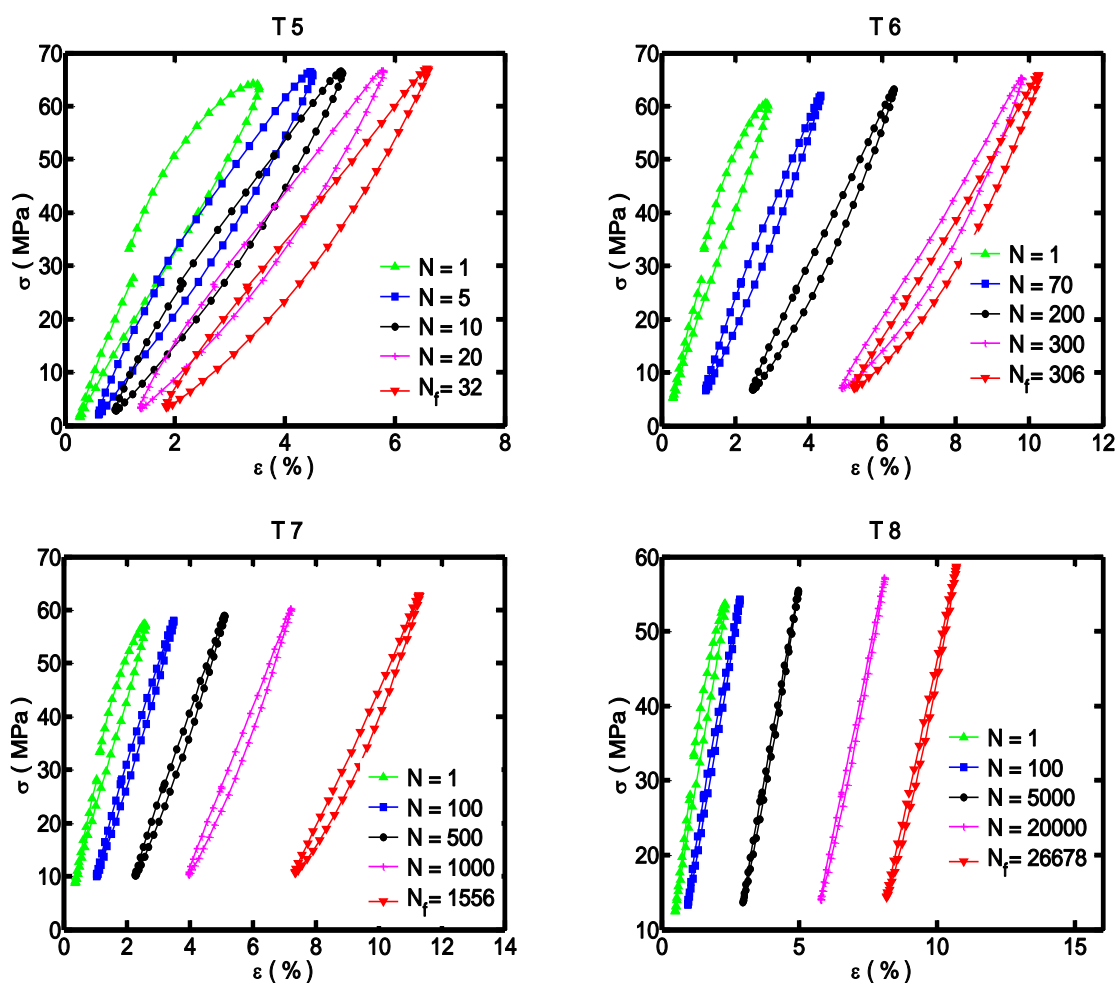 T5
70
60
50
40
30
20
10
0
σ (MPa)
0 2 4 6 8
ε (%)
N = 1
N = 5
N = 10
N = 20
Nf = 32
T6
70
60
50
40
30
20
10
0
σ (MPa)
0 2 4 6 8 10 12
ε (%)
N = 1
N = 70
N = 200
N = 300
Nf = 306
T7
70
60
50
40
30
20
10
0
σ (MPa)
0 2 4 6 8 10 12 14
ε (%)
N = 1
N = 100
N = 500
N = 1000
Nf = 1556
T8
60
50
40
30
20
10
σ (MPa)
0 5 10 15
ε (%)
N = 1
N = 100
N = 5000
N = 20000
Nf = 26678